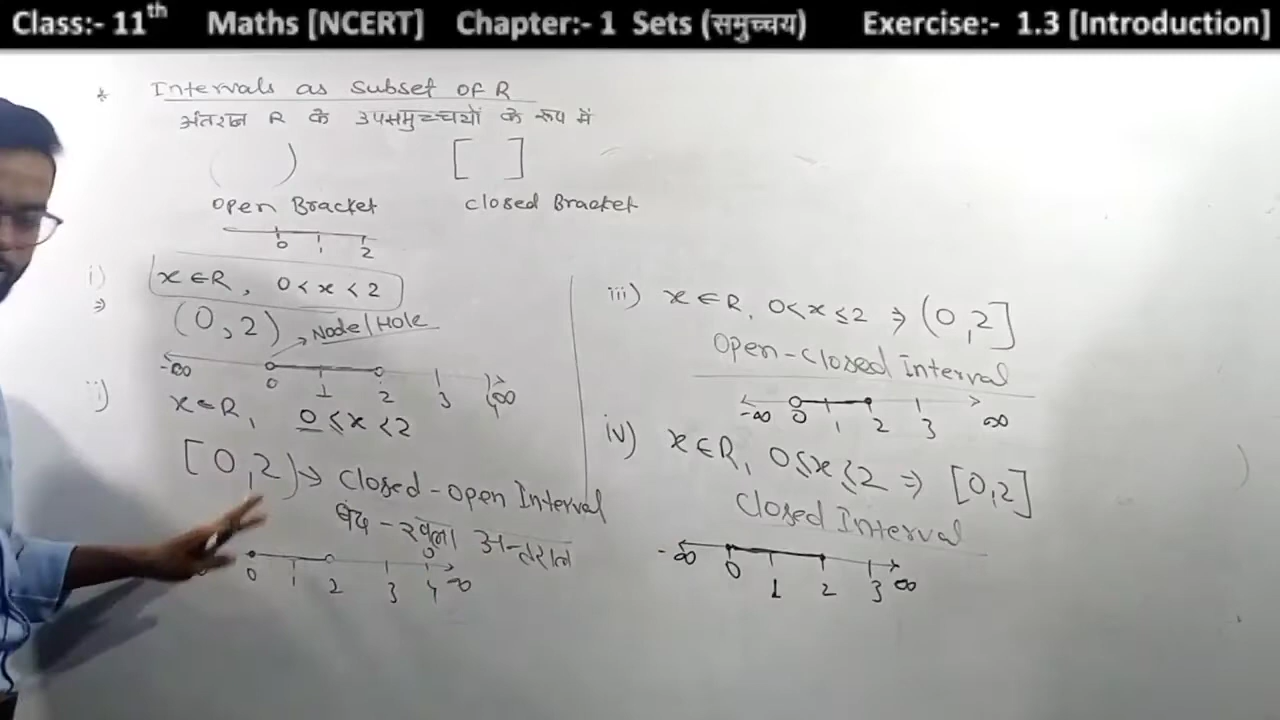 Class:- 11th Maths [NCERT] Chapter:- 1 Sets (समुच्चय) Exercise:- 1.3 [Introduction]
* Intervals as Subset of R
अंतराल R के उपसमुच्चयों के रूप में
( ) [ ]
Open Bracket closed Bracket
0 1 2
i) x ∈ R, 0 < x < 2
⇒ (0, 2) → Node/Hole
-∞ 0 1 2 3 ∞
ii) x ∈ R, 0 ≤ x < 2
[0, 2) → Closed-Open Interval
बंद - खुला अन्तराल
0 1 2 3 4 ∞
iii) x ∈ R, 0 < x ≤ 2 ⇒ (0, 2]
Open-Closed Interval
-∞ 0 1 2 3 ∞
iv) x ∈ R, 0 ≤ x ≤ 2 ⇒ [0, 2]
Closed Interval
-∞ 0 1 2 3 ∞